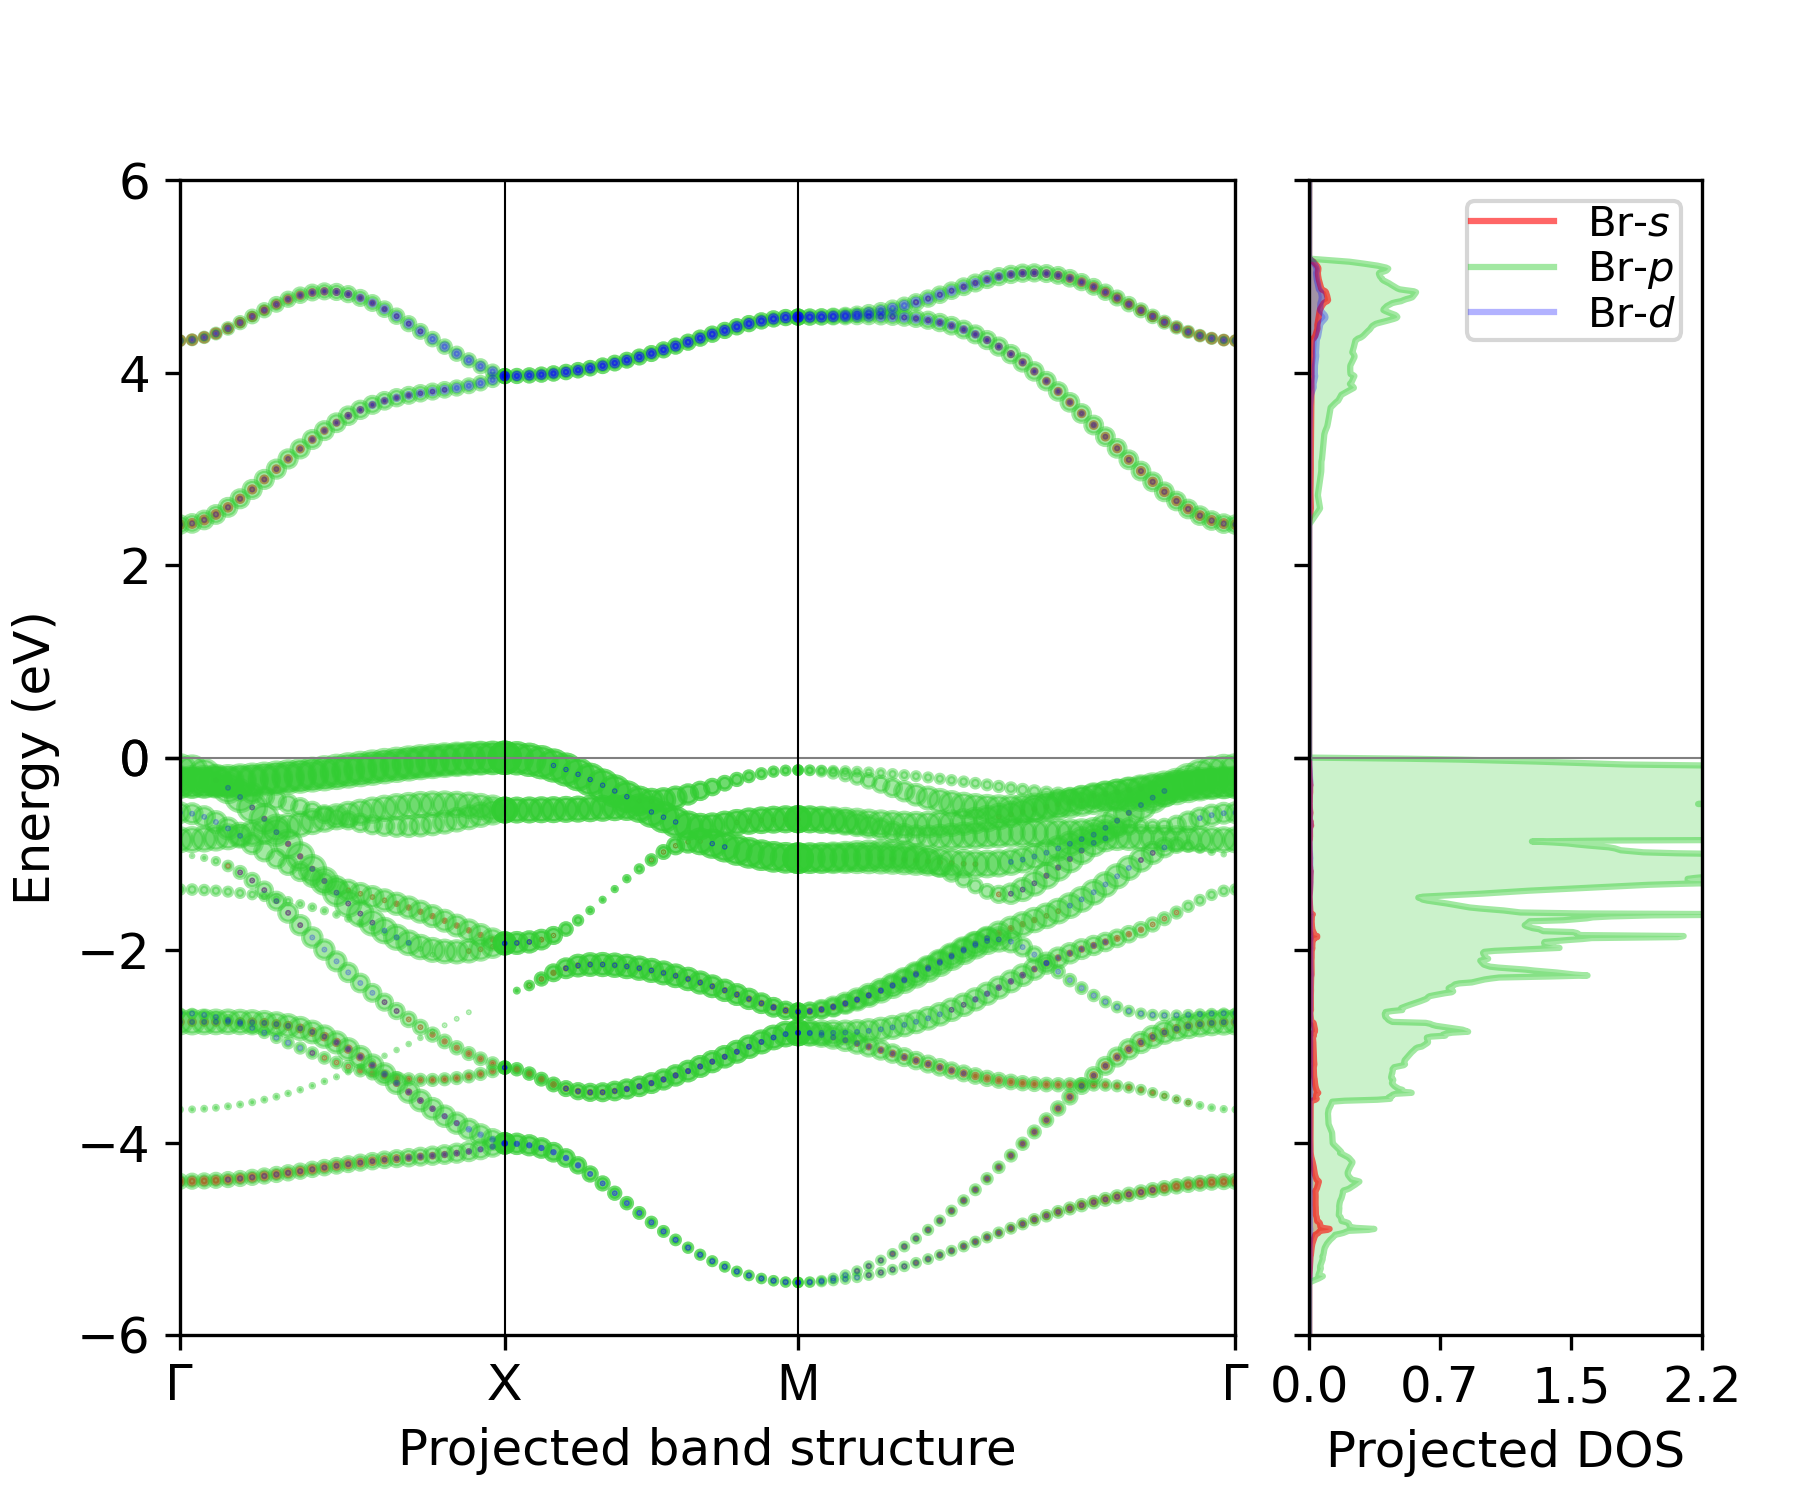 6
4
2
0
−2
−4
−6
Energy (eV)
Γ X M Γ
Projected band structure
Br-s
Br-p
Br-d
0.0 0.7 1.5 2.2
Projected DOS